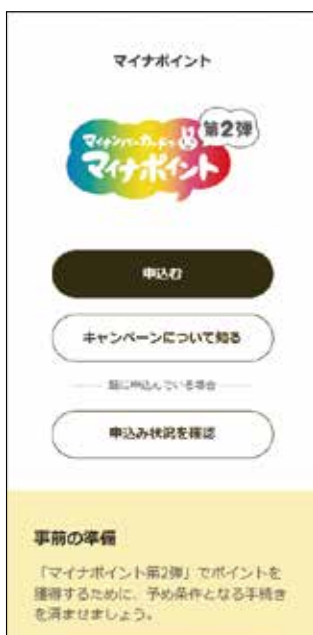 マイナポイント
第2弾
マイナンバーカードで
マイナポイント
申込む
キャンペーンについて知る
既に申込んでいる場合
申込み状況を確認
事前の準備
「マイナポイント第2弾」でポイントを
獲得するために、予め条件となる手続き
を済ませましょう。